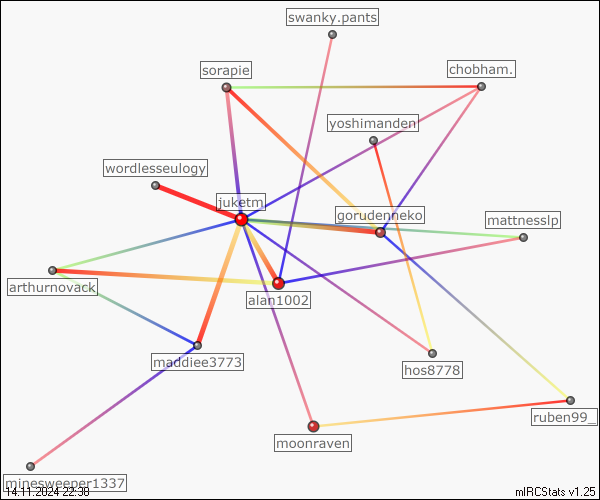 swanky.pants
sorapie
chobham.
yoshimanden
wordlesseulogy
juketm
gorudenneko
mattnesslp
arthurnovack
alan1002
maddiee3773
hos8778
ruben99_
moonraven
minesweeper1337
14.11.2024 22:38
mIRCStats v1.25